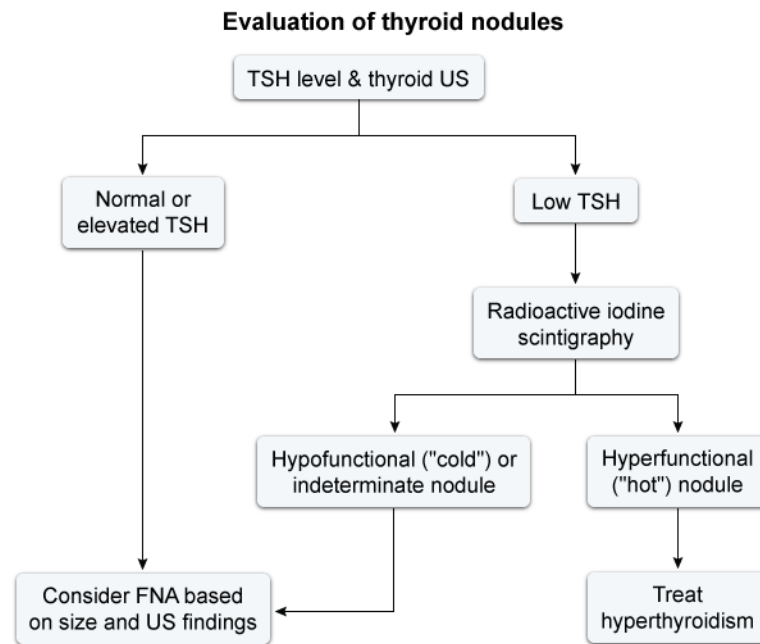 Evaluation of thyroid nodules
TSH level & thyroid US
Normal or
elevated TSH
Low TSH
Radioactive iodine
scintigraphy
Hypofunctional ("cold") or
indeterminate nodule
Hyperfunctional
("hot") nodule
Consider FNA based
on size and US findings
Treat
hyperthyroidism